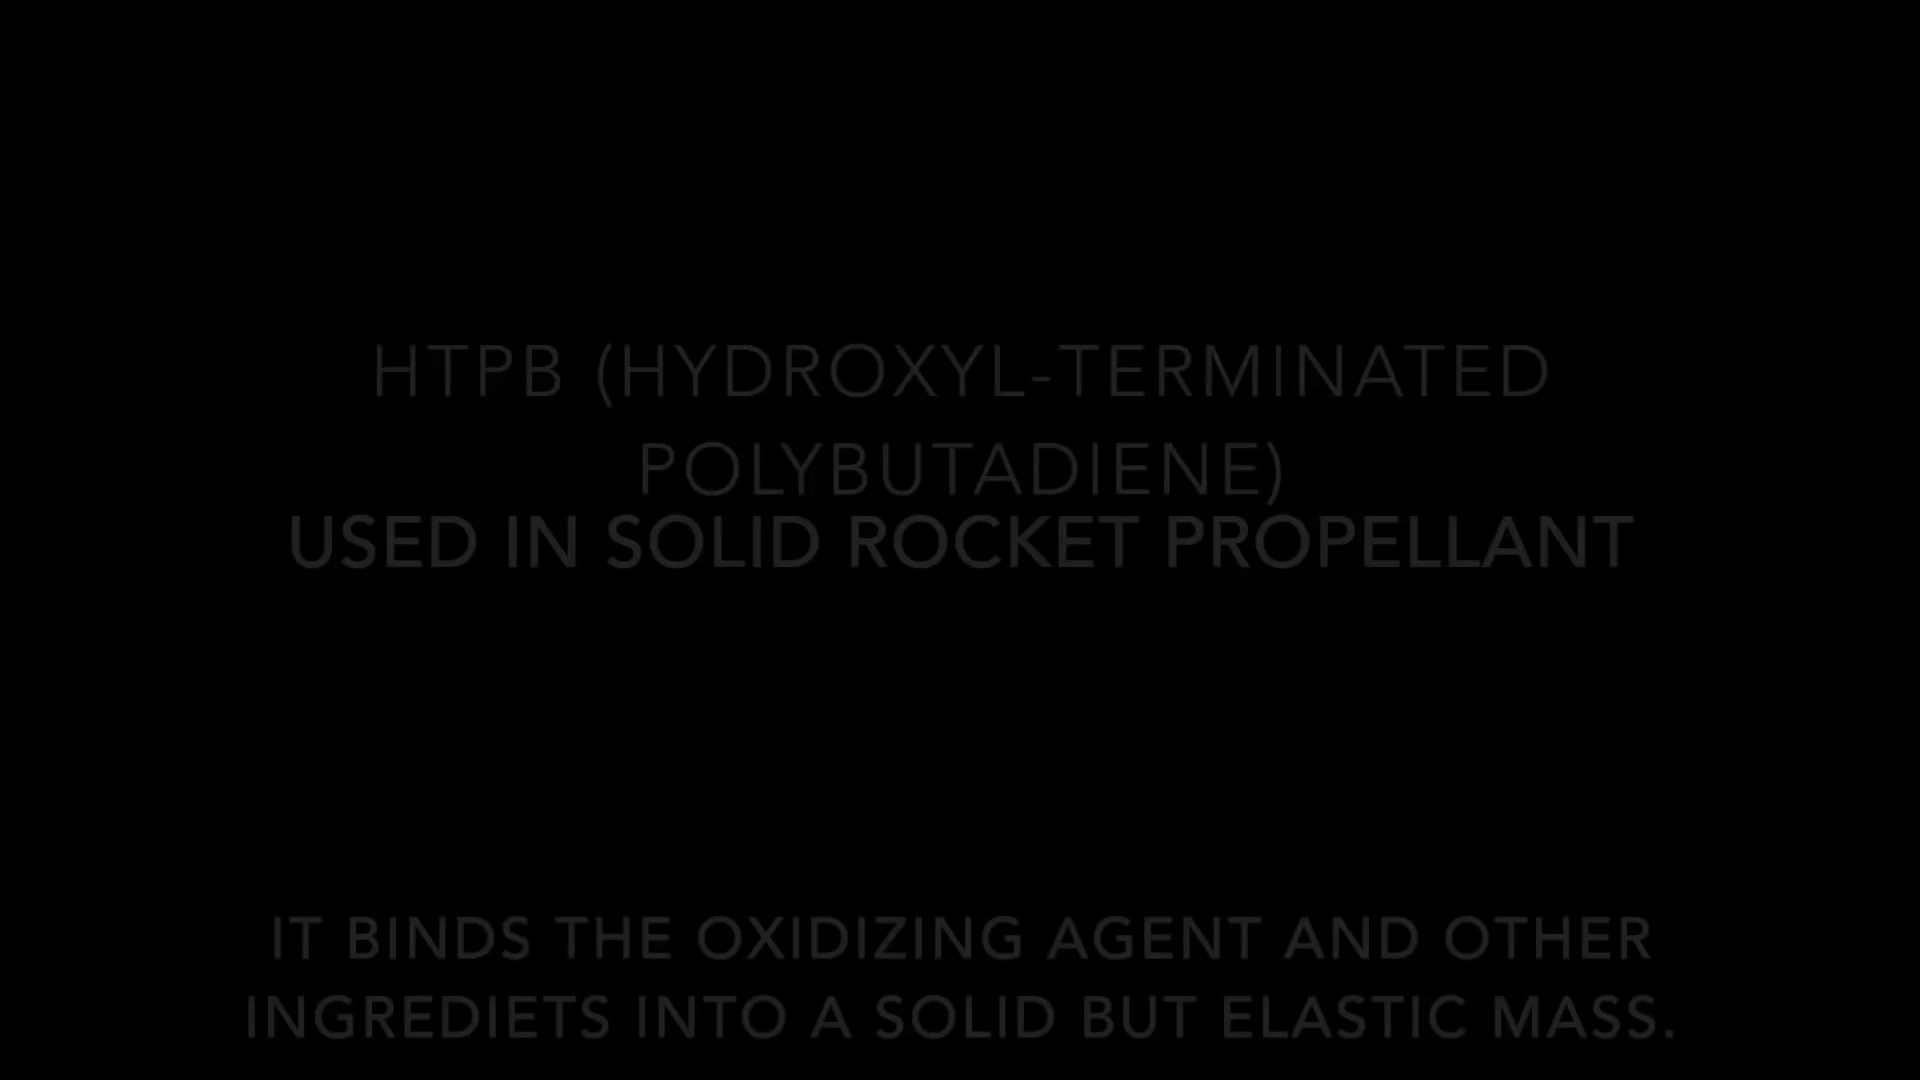 HTPB (HYDROXYL-TERMINATED
POLYBUTADIENE)
USED IN SOLID ROCKET PROPELLANT
IT BINDS THE OXIDIZING AGENT AND OTHER
INGREDIETS INTO A SOLID BUT ELASTIC MASS.